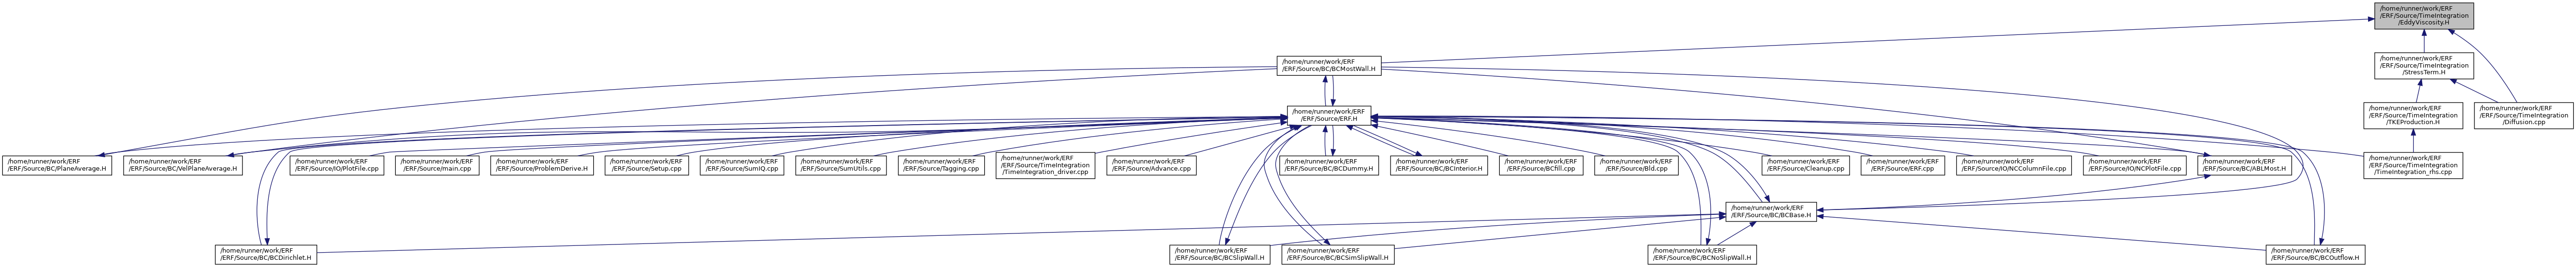 /home/runner/work/ERF
/ERF/Source/TimeIntegration
/EddyViscosity.H
/home/runner/work/ERF
/ERF/Source/BC/BCMostWall.H
/home/runner/work/ERF
/ERF/Source/TimeIntegration
/StressTerm.H
/home/runner/work/ERF
/ERF/Source/ERF.H
/home/runner/work/ERF
/ERF/Source/TimeIntegration
/TKEProduction.H
/home/runner/work/ERF
/ERF/Source/TimeIntegration
/Diffusion.cpp
/home/runner/work/ERF
/ERF/Source/BC/PlaneAverage.H
/home/runner/work/ERF
/ERF/Source/BC/VelPlaneAverage.H
/home/runner/work/ERF
/ERF/Source/IO/PlotFile.cpp
/home/runner/work/ERF
/ERF/Source/main.cpp
/home/runner/work/ERF
/ERF/Source/ProblemDerive.H
/home/runner/work/ERF
/ERF/Source/Setup.cpp
/home/runner/work/ERF
/ERF/Source/SumIQ.cpp
/home/runner/work/ERF
/ERF/Source/SumUtils.cpp
/home/runner/work/ERF
/ERF/Source/Tagging.cpp
/home/runner/work/ERF
/ERF/Source/TimeIntegration
/TimeIntegration_driver.cpp
/home/runner/work/ERF
/ERF/Source/Advance.cpp
/home/runner/work/ERF
/ERF/Source/BC/BCDummy.H
/home/runner/work/ERF
/ERF/Source/BC/BCInterior.H
/home/runner/work/ERF
/ERF/Source/BCfill.cpp
/home/runner/work/ERF
/ERF/Source/Bld.cpp
/home/runner/work/ERF
/ERF/Source/Cleanup.cpp
/home/runner/work/ERF
/ERF/Source/ERF.cpp
/home/runner/work/ERF
/ERF/Source/IO/NCColumnFile.cpp
/home/runner/work/ERF
/ERF/Source/IO/NCPlotFile.cpp
/home/runner/work/ERF
/ERF/Source/BC/ABLMost.H
/home/runner/work/ERF
/ERF/Source/TimeIntegration
/TimeIntegration_rhs.cpp
/home/runner/work/ERF
/ERF/Source/BC/BCBase.H
/home/runner/work/ERF
/ERF/Source/BC/BCDirichlet.H
/home/runner/work/ERF
/ERF/Source/BC/BCSlipWall.H
/home/runner/work/ERF
/ERF/Source/BC/BCSimSlipWall.H
/home/runner/work/ERF
/ERF/Source/BC/BCNoSlipWall.H
/home/runner/work/ERF
/ERF/Source/BC/BCOutflow.H